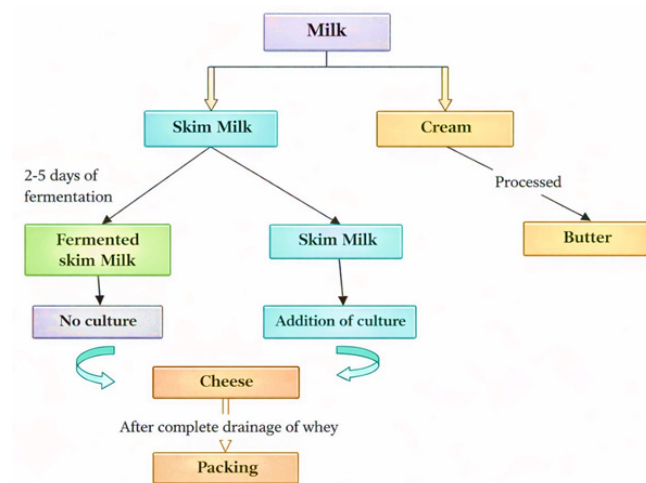 Milk
Skim Milk
Cream
2-5 days of
fermentation
Processed
Fermented
skim Milk
Skim Milk
Butter
No culture
Addition of culture
Cheese
After complete drainage of whey
Packing